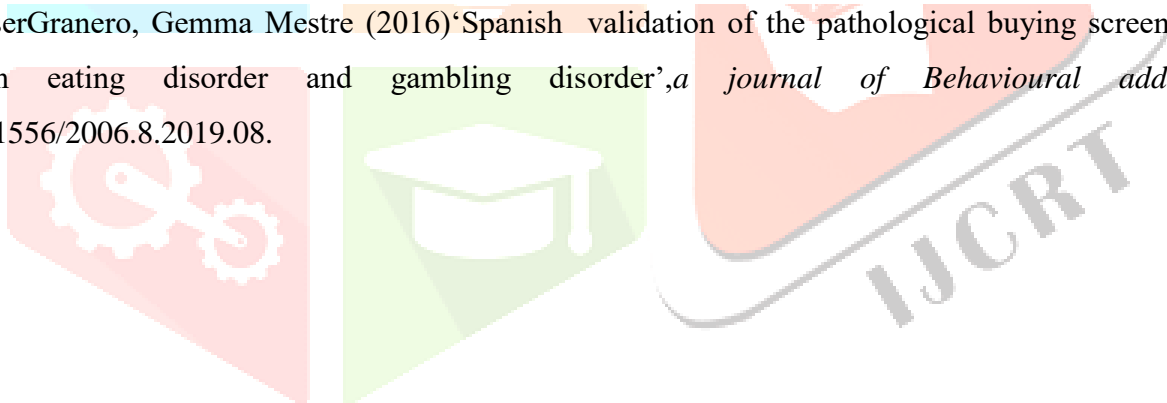 serGranero, Gemma Mestre (2016)‘Spanish validation of the pathological buying screen
eating disorder and gambling disorder’,a journal of Behavioural add
1556/2006.8.2019.08.
IJCRT